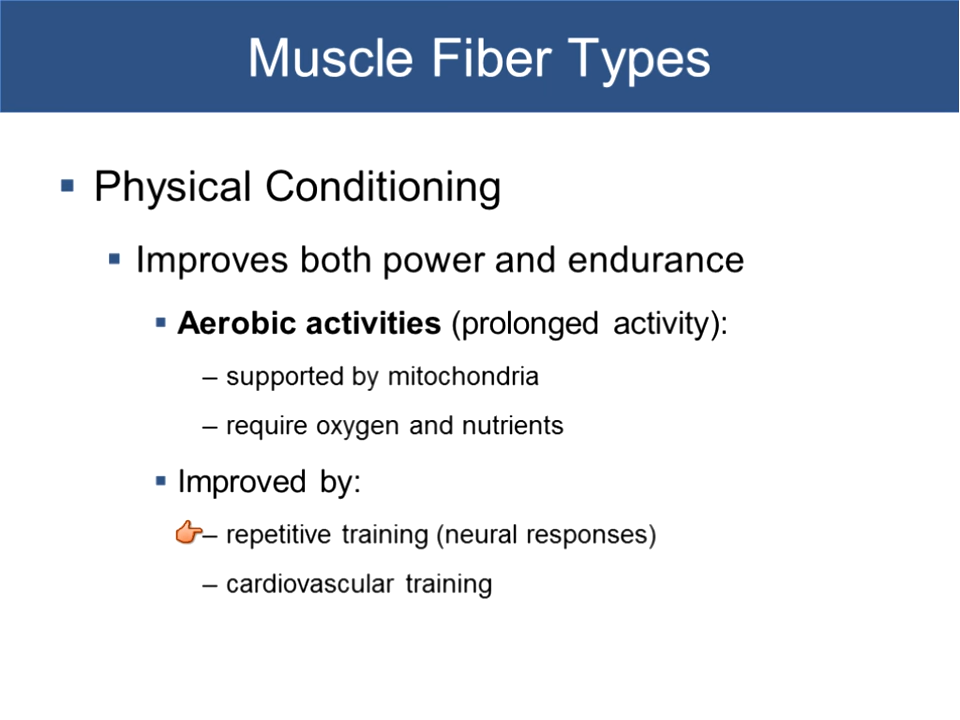 Muscle Fiber Types
▪ Physical Conditioning
▪ Improves both power and endurance
▪ Aerobic activities (prolonged activity):
– supported by mitochondria
– require oxygen and nutrients
▪ Improved by:
– repetitive training (neural responses)
– cardiovascular training